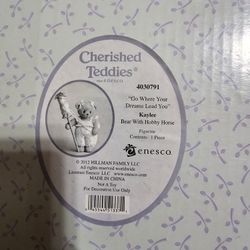 Cherished
Teddies®
4030791
"Go Where Your
Dreams Lead You"
Kaylee
Bear With Hobby Horse
Figurine
Contents: 1 Piece
enesco.
© 2012 HILLMAN FAMILY LLC
All rights reserved worldwide
Licensee Enesco LLC www.enesco.com
MADE IN CHINA
Not A Toy
For Decorative Use Only